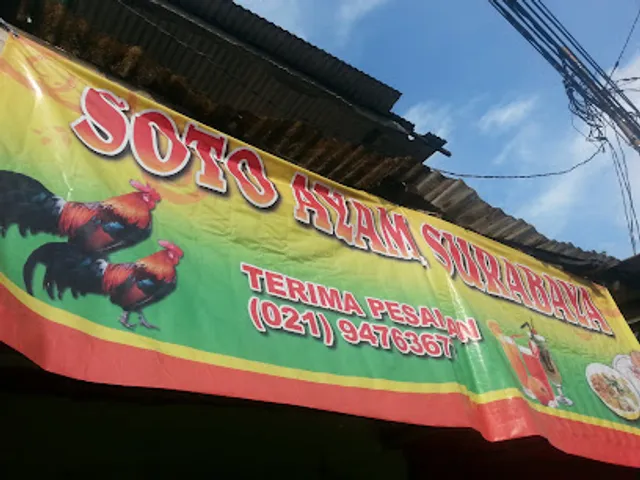 SOTO AYAM SURABAYA
TERIMA PESANAN
(021) 9476367